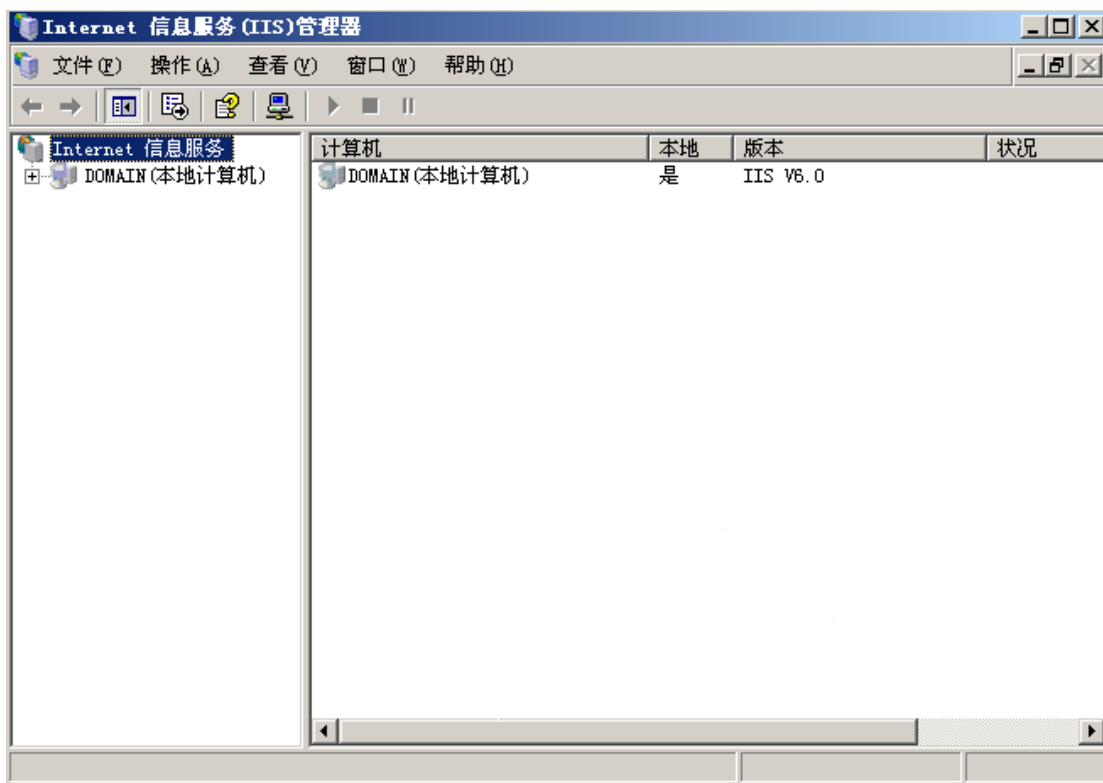 Internet 信息服务(IIS)管理器
文件(F) 操作(A) 查看(V) 窗口(W) 帮助(H)
Internet 信息服务
DOMAIN(本地计算机)
计算机 本地 版本 状况
DOMAIN(本地计算机) 是 IIS V6.0